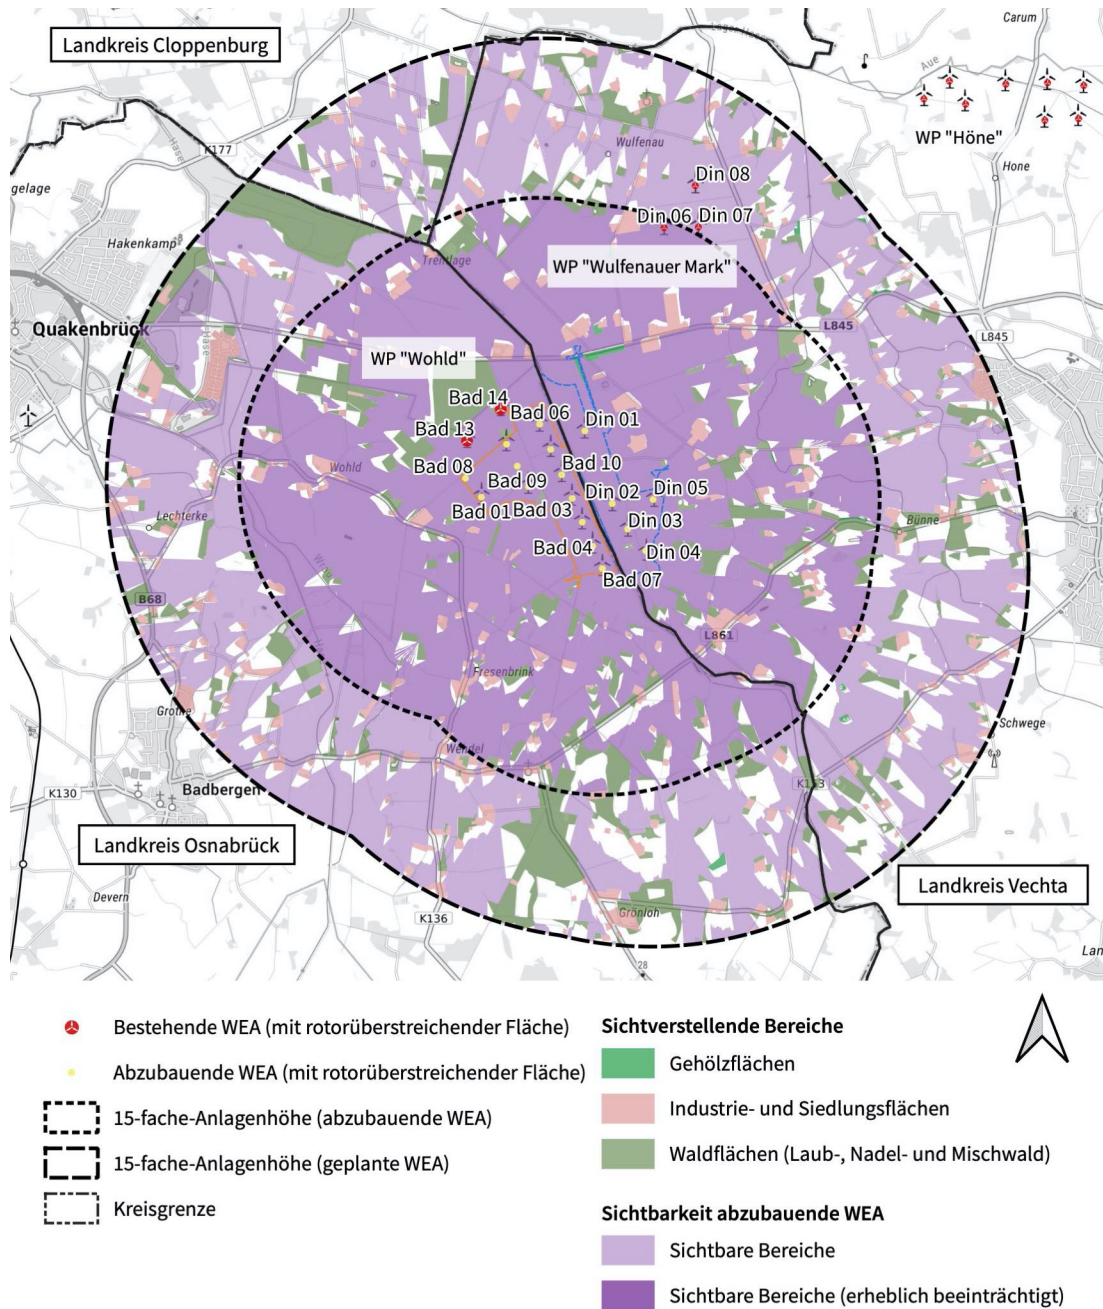 Landkreis Cloppenburg
Carum
Aue
WP "Höne"
Hone
K177
Hase
Wulfenau
gelage
Din 08
Din 06
Din 07
Hakenkamp
Trentlage
WP "Wulfenauer Mark"
Quakenbrück
Hase
L845
L845
WP "Wohld"
Bad 14
Bad 06
Din 01
Bad 13
Bad 08
Wohld
Bad 10
Bad 09
Din 02
Din 05
Bad 01
Bad 03
Din 03
Lechterke
Bünne
Bad 04
Din 04
Bad 07
B68
L861
Fresenbrink
Grothe
Schwege
Wendel
K130
Badbergen
Landkreis Osnabrück
Landkreis Vechta
Devern
K136
Grönloh
Lan
28
Bestehende WEA (mit rotorüberstreichender Fläche)
Abzubauende WEA (mit rotorüberstreichender Fläche)
15-fache-Anlagenhöhe (abzubauende WEA)
15-fache-Anlagenhöhe (geplante WEA)
Kreisgrenze
Sichtverstellende Bereiche
Gehölzflächen
Industrie- und Siedlungsflächen
Waldflächen (Laub-, Nadel- und Mischwald)
Sichtbarkeit abzubauende WEA
Sichtbare Bereiche
Sichtbare Bereiche (erheblich beeinträchtigt)